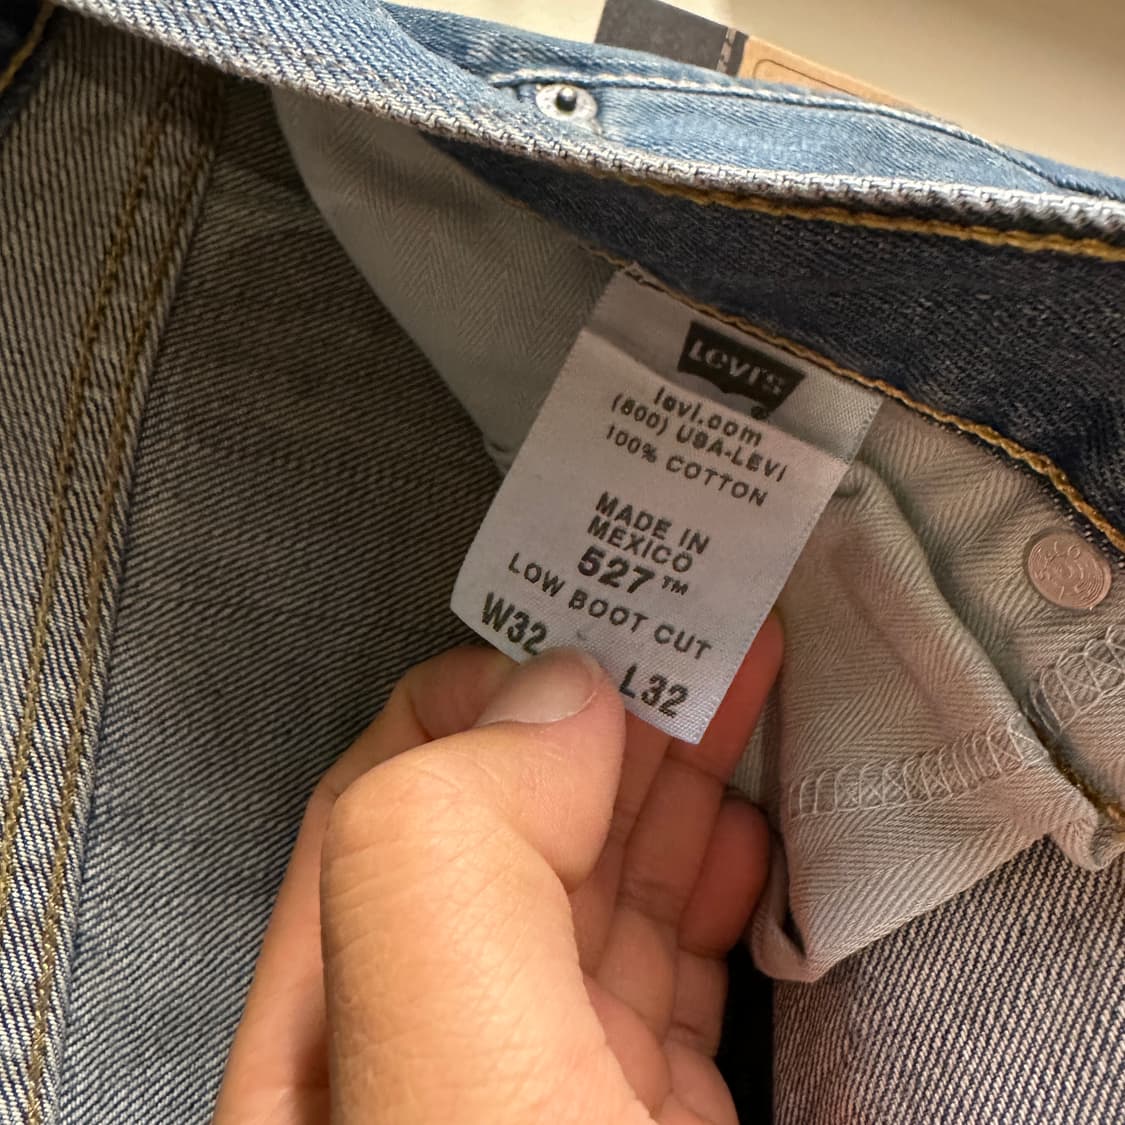 LEVI'S
levi.com
(800) USA-LEVI
100% COTTON
MADE IN
MEXICO
527™
LOW BOOT CUT
W32 L32